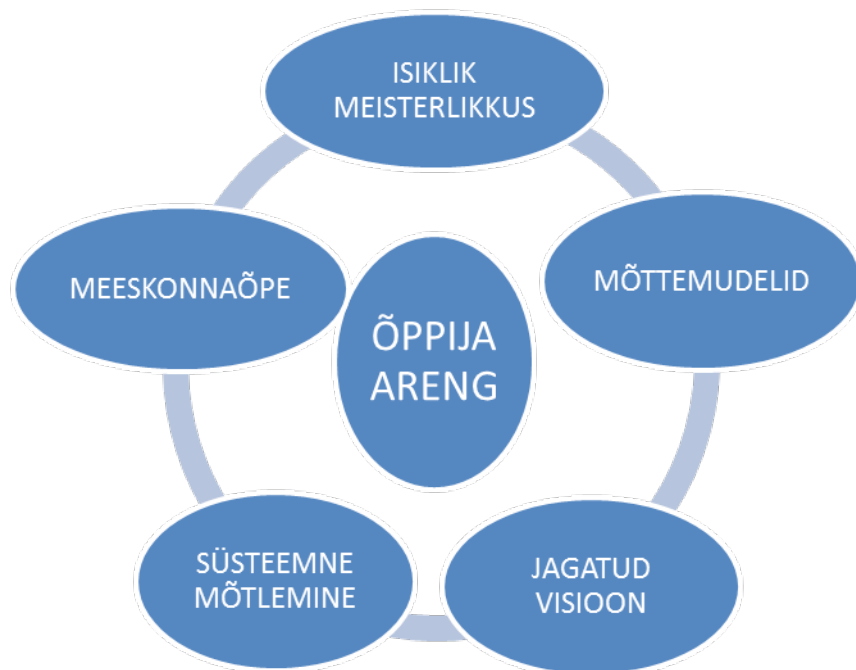 ISIKLIK
MEISTERLIKKUS
MÕTTEMUDELID
JAGATUD
VISIOON
SÜSTEEMNE
MÕTLEMINE
MEESKONNAÕPE
ÕPPIJA
ARENG